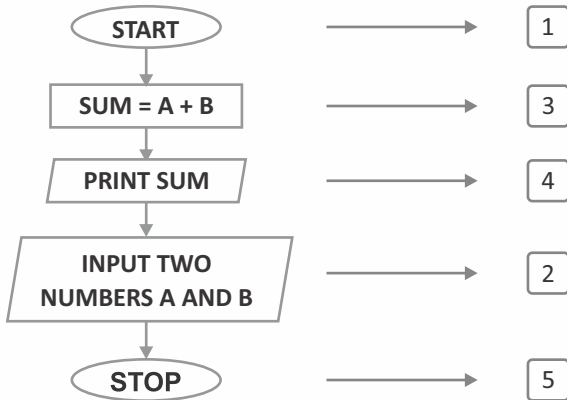 START
1
SUM = A + B
3
PRINT SUM
4
INPUT TWO
NUMBERS A AND B
2
STOP
5